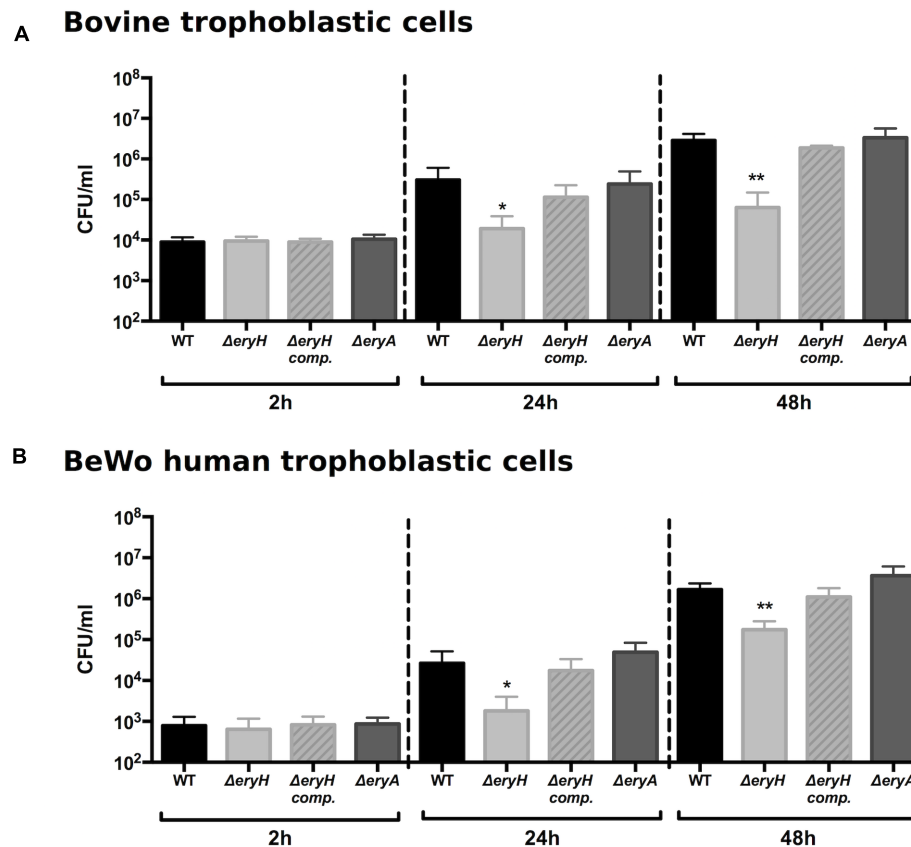 A Bovine trophoblastic cells
10⁸
10⁷
10⁶
10⁵
10⁴
10³
10²
CFU/ml
* **
WT ΔeryH ΔeryH comp. ΔeryA WT ΔeryH ΔeryH comp. ΔeryA WT ΔeryH ΔeryH comp. ΔeryA
2h 24h 48h
B BeWo human trophoblastic cells
10⁸
10⁷
10⁶
10⁵
10⁴
10³
10²
CFU/ml
* **
WT ΔeryH ΔeryH comp. ΔeryA WT ΔeryH ΔeryH comp. ΔeryA WT ΔeryH ΔeryH comp. ΔeryA
2h 24h 48h